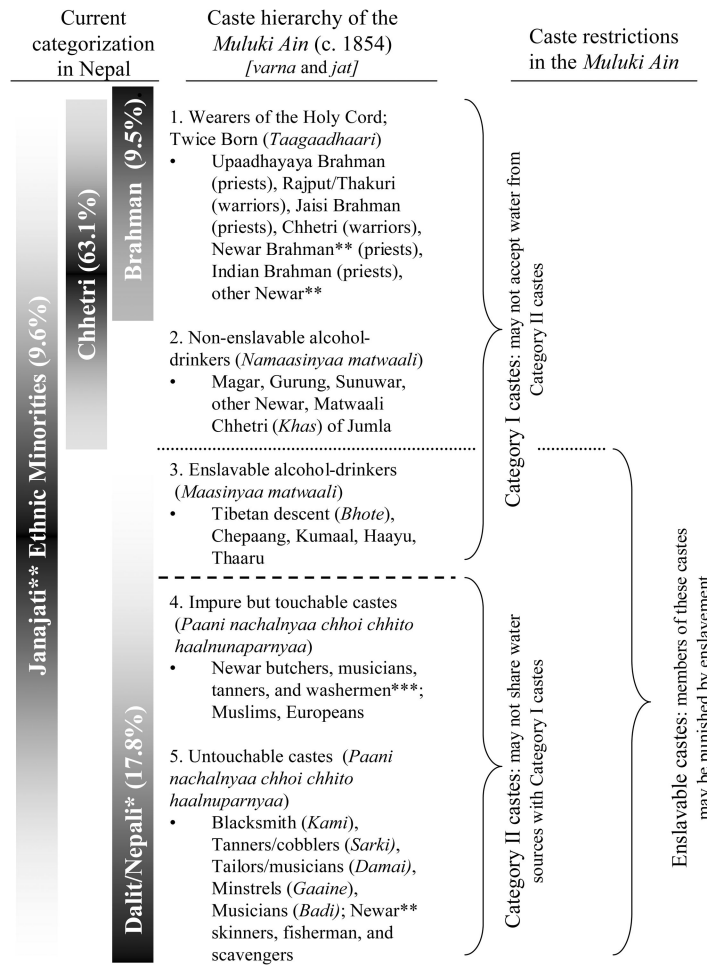 Current
categorization
in Nepal
Caste hierarchy of the
Muluki Ain (c. 1854)
[varna and jat]
Caste restrictions
in the Muluki Ain
Janajati** Ethnic Minorities (9.6%)
Chhetri (63.1%)
Brahman (9.5%).
Dalit/Nepali* (17.8%)
1. Wearers of the Holy Cord;
Twice Born (Taagaadhaari)
• Upaadhayaya Brahman
(priests), Rajput/Thakuri
(warriors), Jaisi Brahman
(priests), Chhetri (warriors),
Newar Brahman** (priests),
Indian Brahman (priests),
other Newar**
2. Non-enslavable alcohol-
drinkers (Namaasinyaa matwaali)
• Magar, Gurung, Sunuwar,
other Newar, Matwaali
Chhetri (Khas) of Jumla
3. Enslavable alcohol-drinkers
(Maasinyaa matwaali)
• Tibetan descent (Bhote),
Chepaang, Kumaal, Haayu,
Thaaru
4. Impure but touchable castes
(Paani nachalnyaa chhoi chhito
haalnunaparnyaa)
• Newar butchers, musicians,
tanners, and washermen***;
Muslims, Europeans
5. Untouchable castes (Paani
nachalnyaa chhoi chhito
haalnuparnyaa)
• Blacksmith (Kami),
Tanners/cobblers (Sarki),
Tailors/musicians (Damai),
Minstrels (Gaaine),
Musicians (Badi); Newar**
skinners, fisherman, and
scavengers
Category I castes: may not accept water from
Category II castes
Category II castes: may not share water
sources with Category I castes
Enslavable castes: members of these castes
may be punished by enslavement